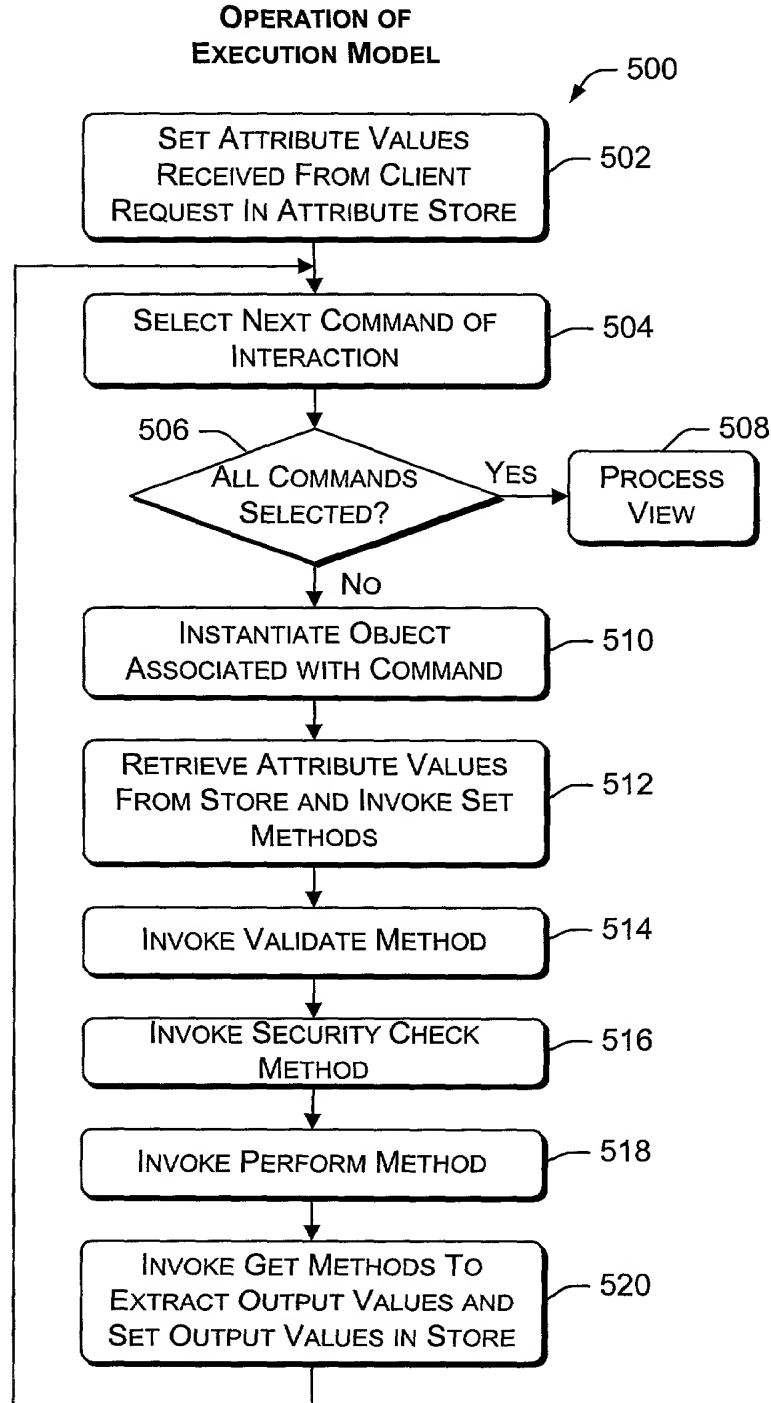 OPERATION OF
EXECUTION MODEL
500
SET ATTRIBUTE VALUES
RECEIVED FROM CLIENT
REQUEST IN ATTRIBUTE STORE
502
SELECT NEXT COMMAND OF
INTERACTION
504
506
ALL COMMANDS
SELECTED?
YES
508
PROCESS
VIEW
NO
INSTANTIATE OBJECT
ASSOCIATED WITH COMMAND
510
RETRIEVE ATTRIBUTE VALUES
FROM STORE AND INVOKE SET
METHODS
512
INVOKE VALIDATE METHOD
514
INVOKE SECURITY CHECK
METHOD
516
INVOKE PERFORM METHOD
518
INVOKE GET METHODS TO
EXTRACT OUTPUT VALUES AND
SET OUTPUT VALUES IN STORE
520